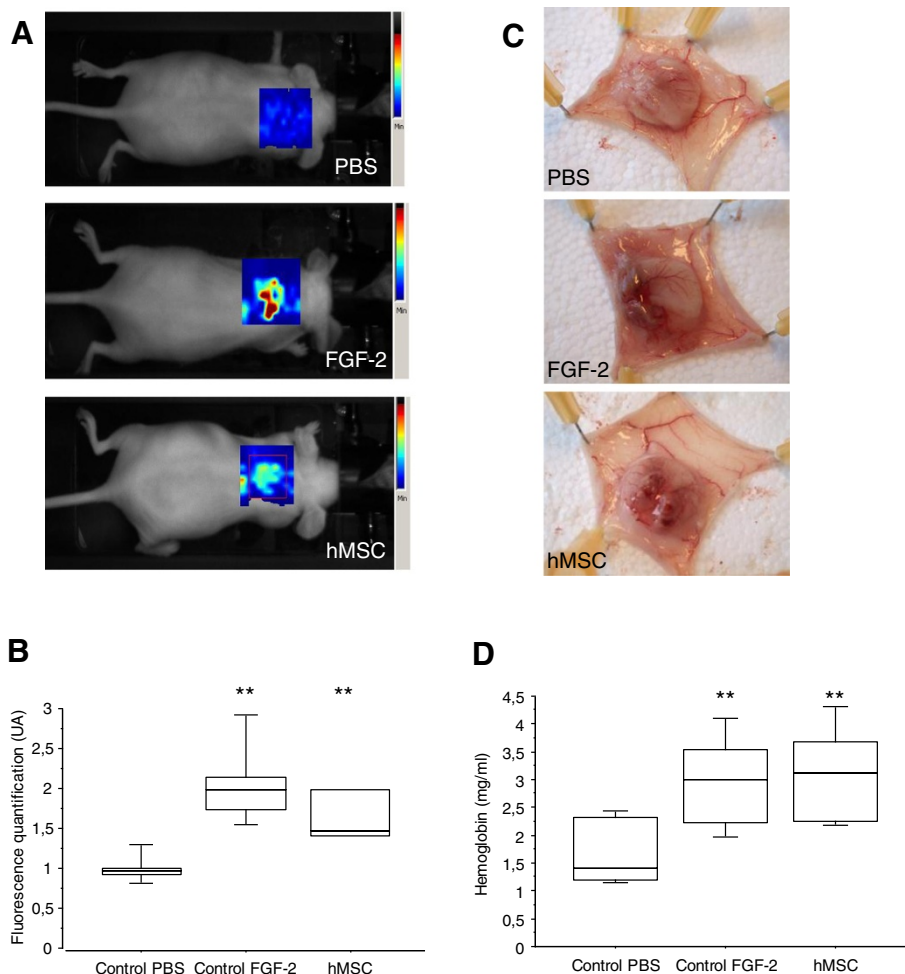 A
Min
PBS
Min
FGF-2
Min
hMSC
C
PBS
FGF-2
hMSC
B
Fluorescence quantification (UA)
3
2,5
2
1,5
1
0,5
0
** **
Control PBS Control FGF-2 hMSC
D
Hemoglobin (mg/ml)
4,5
4
3,5
3
2,5
2
1,5
1
0,5
0
** **
Control PBS Control FGF-2 hMSC